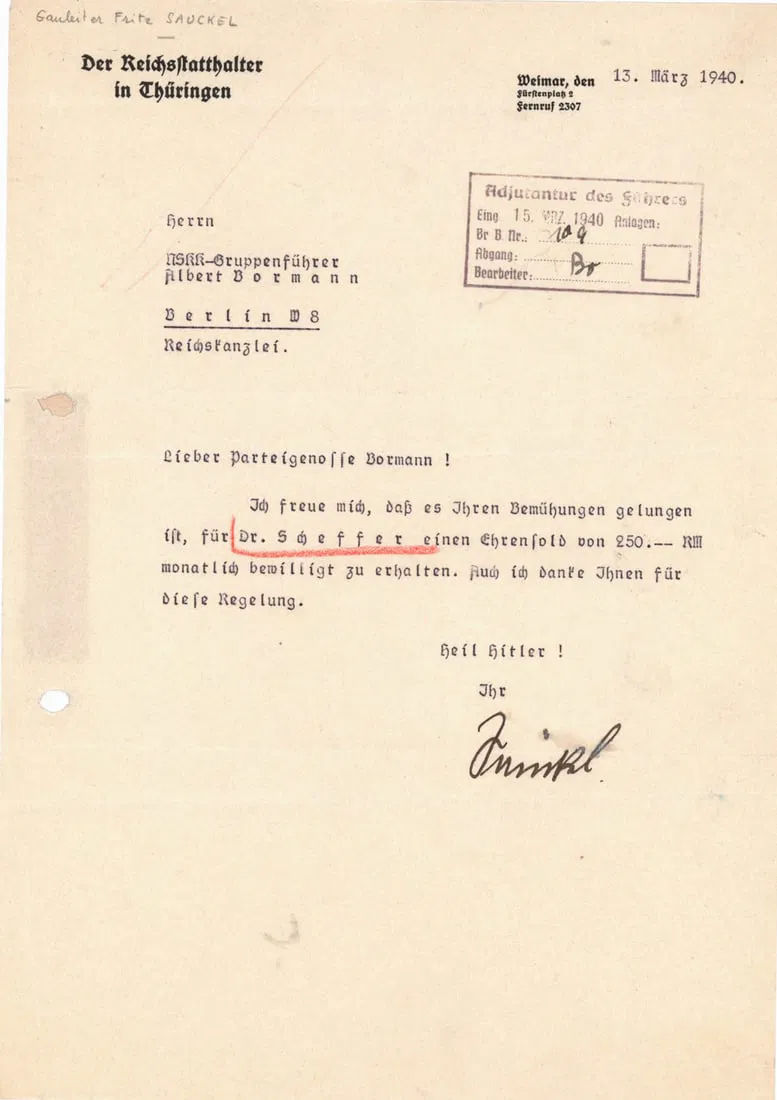 Gauleiter Fritz SAUCKEL
Der Reichsstatthalter
in Thüringen
Weimar, den 13. März 1940.
Fürstenplatz 2
Fernruf 2307
Adjutantur des Führers
Eing. 15. MRZ. 1940 Anlagen:
Br B. Nr.:
Abgang:
Bearbeiter: Bo
Herrn
NSKK-Gruppenführer
Albert B o r m a n n
B e r l i n W 8
Reichskanzlei.
Lieber Parteigenosse Bormann !
Ich freue mich, daß es Ihren Bemühungen gelungen
ist, für Dr. S ch e f f e r einen Ehrensold von 250.-- RM
monatlich bewilligt zu erhalten. Auch ich danke Ihnen für
diese Regelung.
Heil Hitler !
Ihr
Sauckel